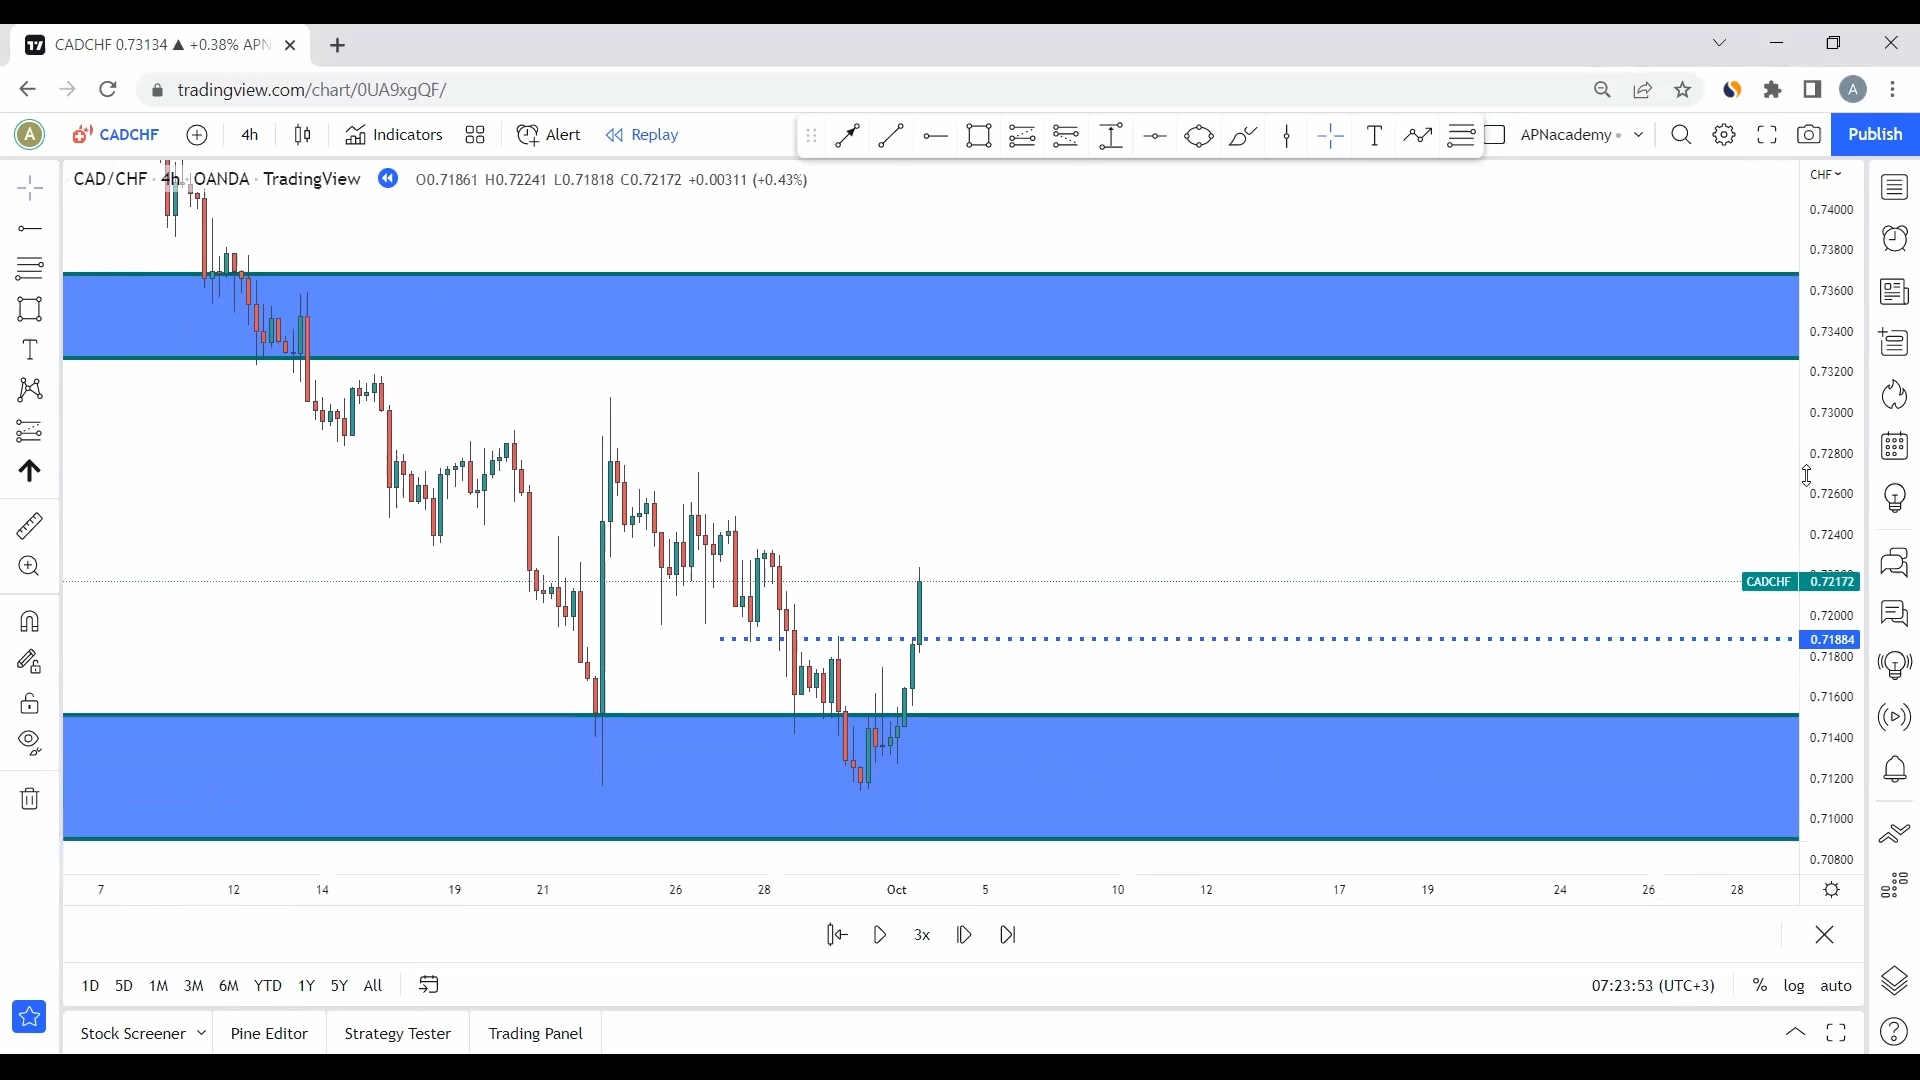 CADCHF 0.73134 ▲ +0.38% APN
tradingview.com/chart/0UA9xgQF/
A
A CADCHF 4h Indicators Alert Replay T APNacademy Publish
CAD/CHF · 4h · OANDA · TradingView O0.71861 H0.72241 L0.71818 C0.72172 +0.00311 (+0.43%)
CHF
0.74000
0.73800
0.73600
0.73400
0.73200
0.73000
0.72800
0.72600
0.72400
CADCHF 0.72172
0.72000
0.71884
0.71800
0.71600
0.71400
0.71200
0.71000
0.70800
7 12 14 19 21 26 28 Oct 5 10 12 17 19 24 26 28
3x
1D 5D 1M 3M 6M YTD 1Y 5Y All 07:23:53 (UTC+3) % log auto
Stock Screener Pine Editor Strategy Tester Trading Panel